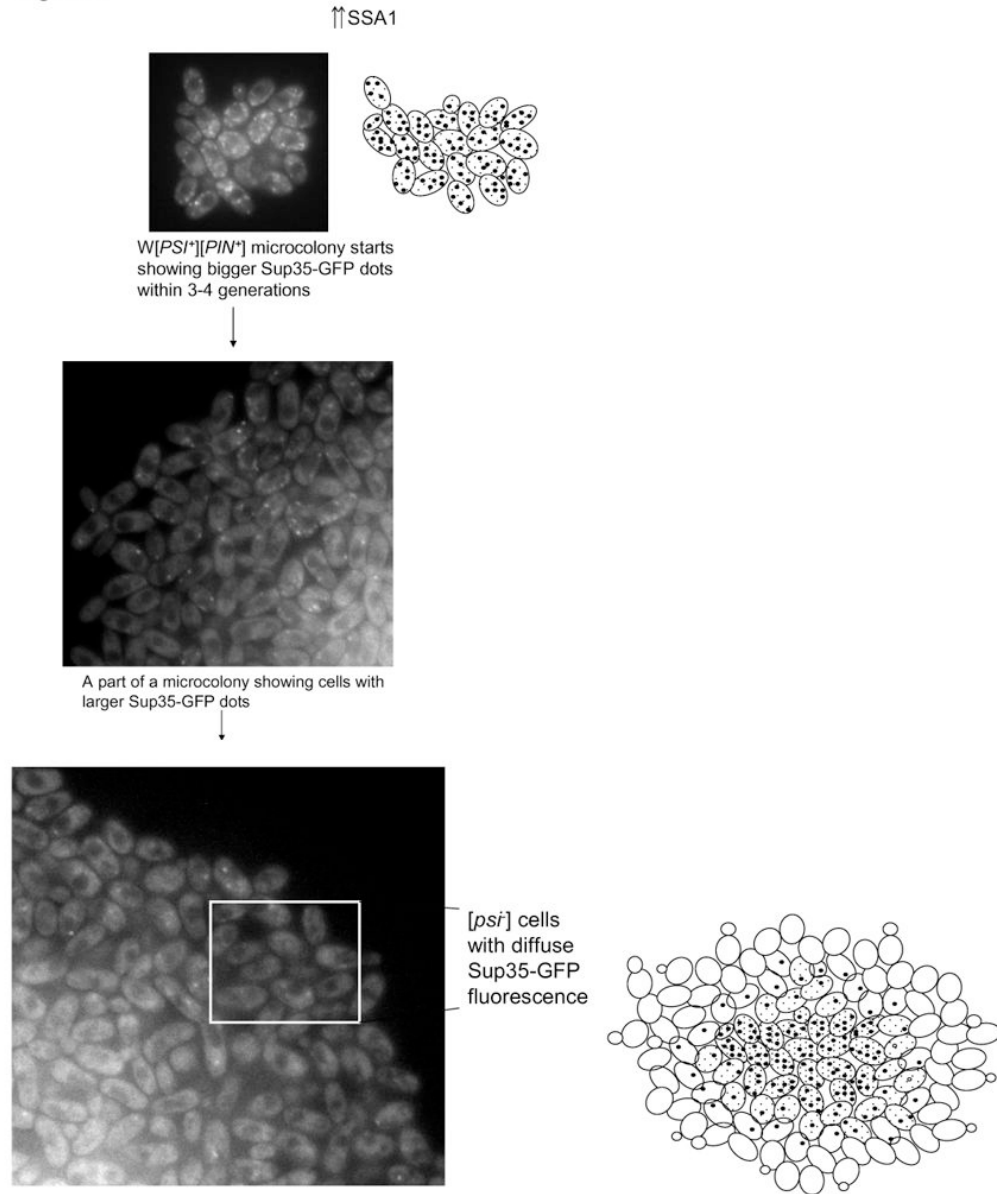 ⇈SSA1
W[PSI⁺][PIN⁺] microcolony starts
showing bigger Sup35-GFP dots
within 3-4 generations
A part of a microcolony showing cells with
larger Sup35-GFP dots
[psi⁻] cells
with diffuse
Sup35-GFP
fluorescence